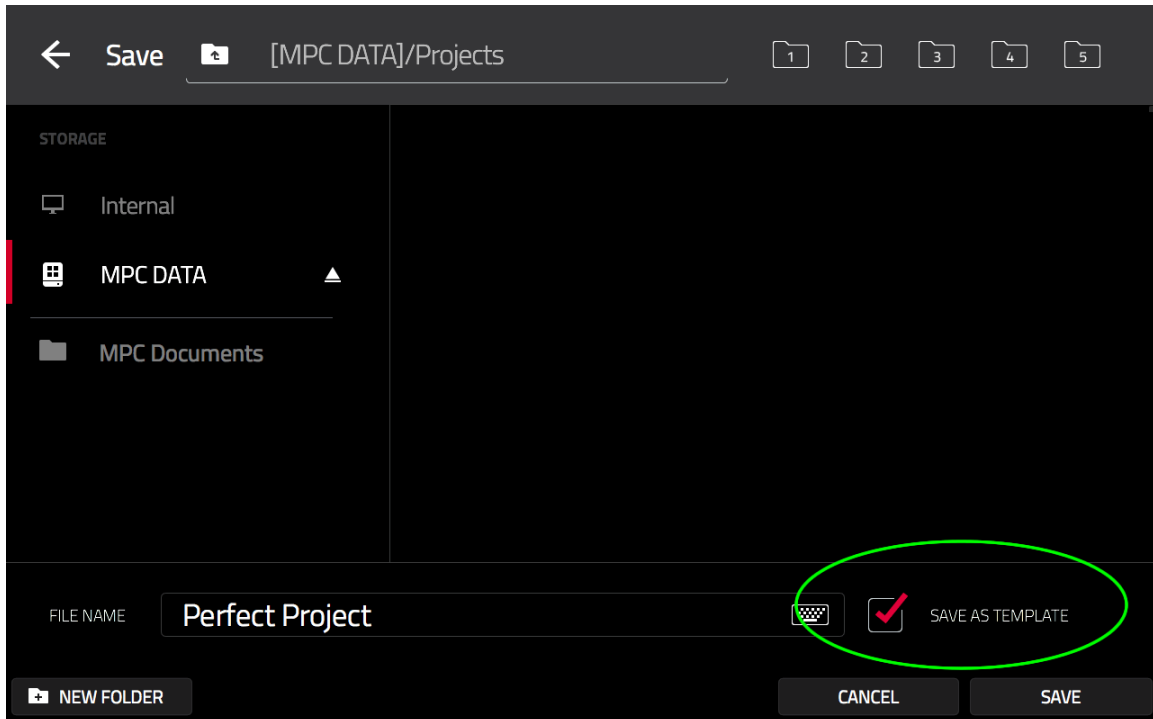 Save
[MPC DATA]/Projects
1 2 3 4 5
STORAGE
Internal
MPC DATA
MPC Documents
FILE NAME
Perfect Project
SAVE AS TEMPLATE
NEW FOLDER
CANCEL
SAVE